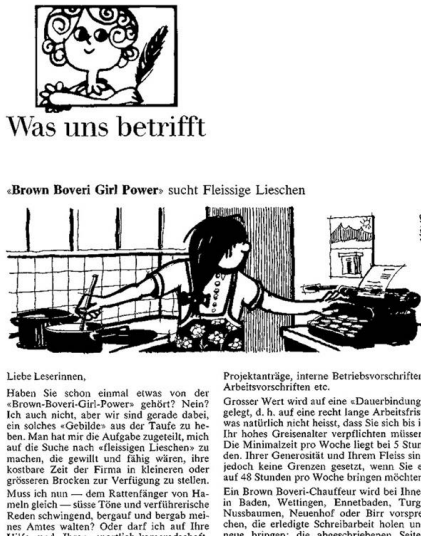 Was uns betrifft
«Brown Boveri Girl Power» sucht Fleissige Lieschen
Liebe Leserinnen,
Haben Sie schon einmal etwas von der
«Brown-Boveri-Girl-Power» gehört? Nein?
Ich auch nicht, aber wir sind gerade dabei,
ein solches «Gebilde» aus der Taufe zu he-
ben. Man hat mir die Aufgabe zugeteilt, mich
auf die Suche nach «fleissigen Lieschen» zu
machen, die gewillt und fähig wären, ihre
kostbare Zeit der Firma in kleineren oder
grösseren Brocken zur Verfügung zu stellen.
Muss ich nun — dem Rattenfänger von Ha-
meln gleich — süsse Töne und verführerische
Reden schwingend, bergauf und bergab mei-
nes Amtes walten? Oder darf ich auf Ihre
Projektanträge, interne Betriebsvorschriften
Arbeitsvorschriften etc.
Grosser Wert wird auf eine «Dauerbindung
gelegt, d. h. auf eine recht lange Arbeitsfris
was natürlich nicht heisst, dass Sie sich bis i
Ihr hohes Greisenalter verpflichten müsse
den. Ihrer Generosität und Ihrem Fleiss sin
jedoch keine Grenzen gesetzt, wenn Sie e
auf 48 Stunden pro Woche bringen möchten
Die Minimalzeit pro Woche liegt bei 5 Stun
Ein Brown Boveri-Chauffeur wird bei Ihne
in Baden, Wettingen, Ennetbaden, Turg
Nussbaumen, Neuenhof oder Birr vorspre
chen, die erledigte Schreibarbeit holen un
neue bringen; die abgeschriebenen Seite